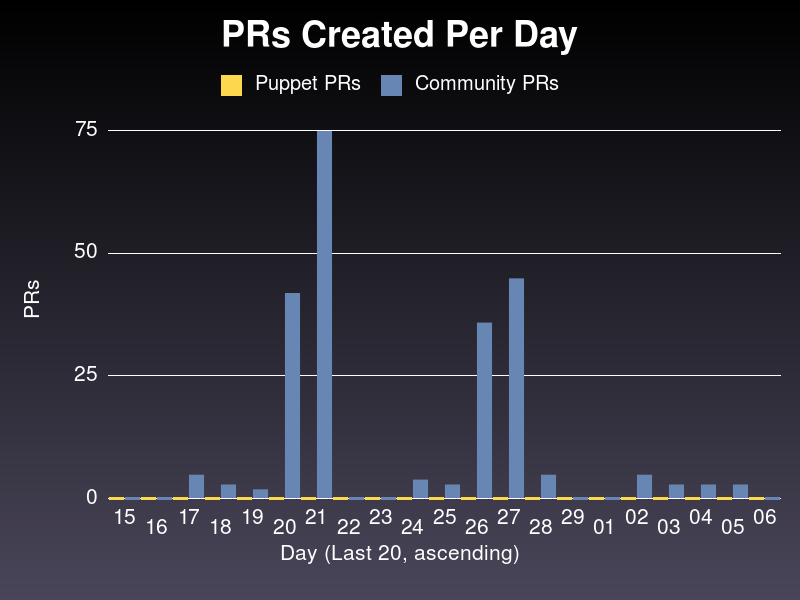 PRs Created Per Day
Puppet PRs Community PRs
75
50
25
0
PRs
15 16 17 18 19 20 21 22 23 24 25 26 27 28 29 01 02 03 04 05 06
Day (Last 20, ascending)